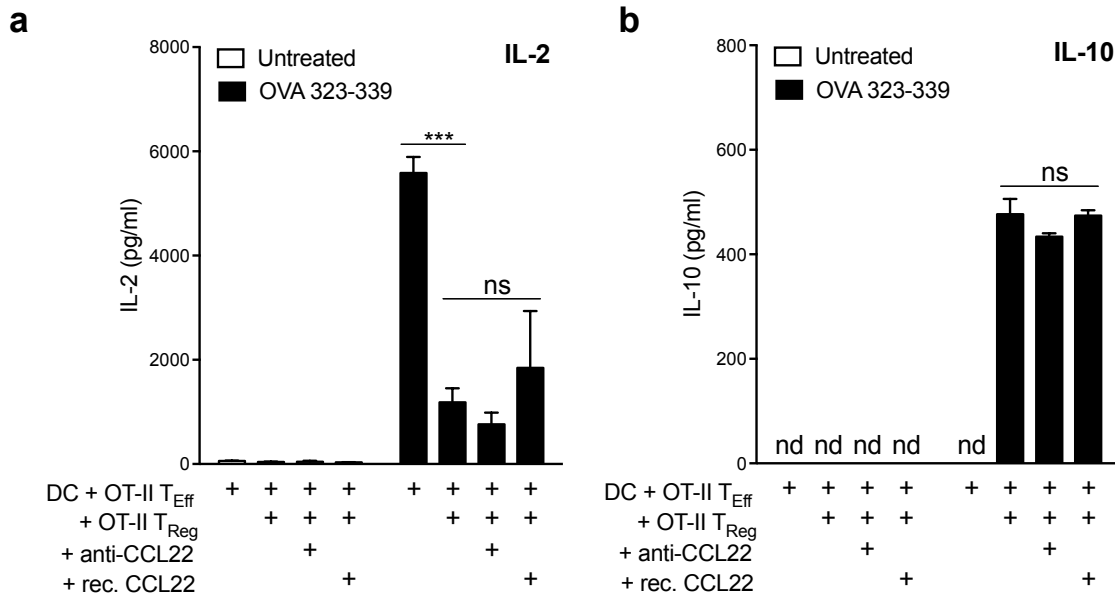 a
IL-2
Untreated
OVA 323-339
8000
6000
4000
2000
0
IL-2 (pg/ml)
***
ns
DC + OT-II TEff + + + + + + + +
+ OT-II TReg + + + + + +
+ anti-CCL22 + +
+ rec. CCL22 + +
b
IL-10
Untreated
OVA 323-339
800
600
400
200
0
IL-10 (pg/ml)
ns
nd nd nd nd nd
DC + OT-II TEff + + + + + + + +
+ OT-II TReg + + + + + +
+ anti-CCL22 + +
+ rec. CCL22 + +